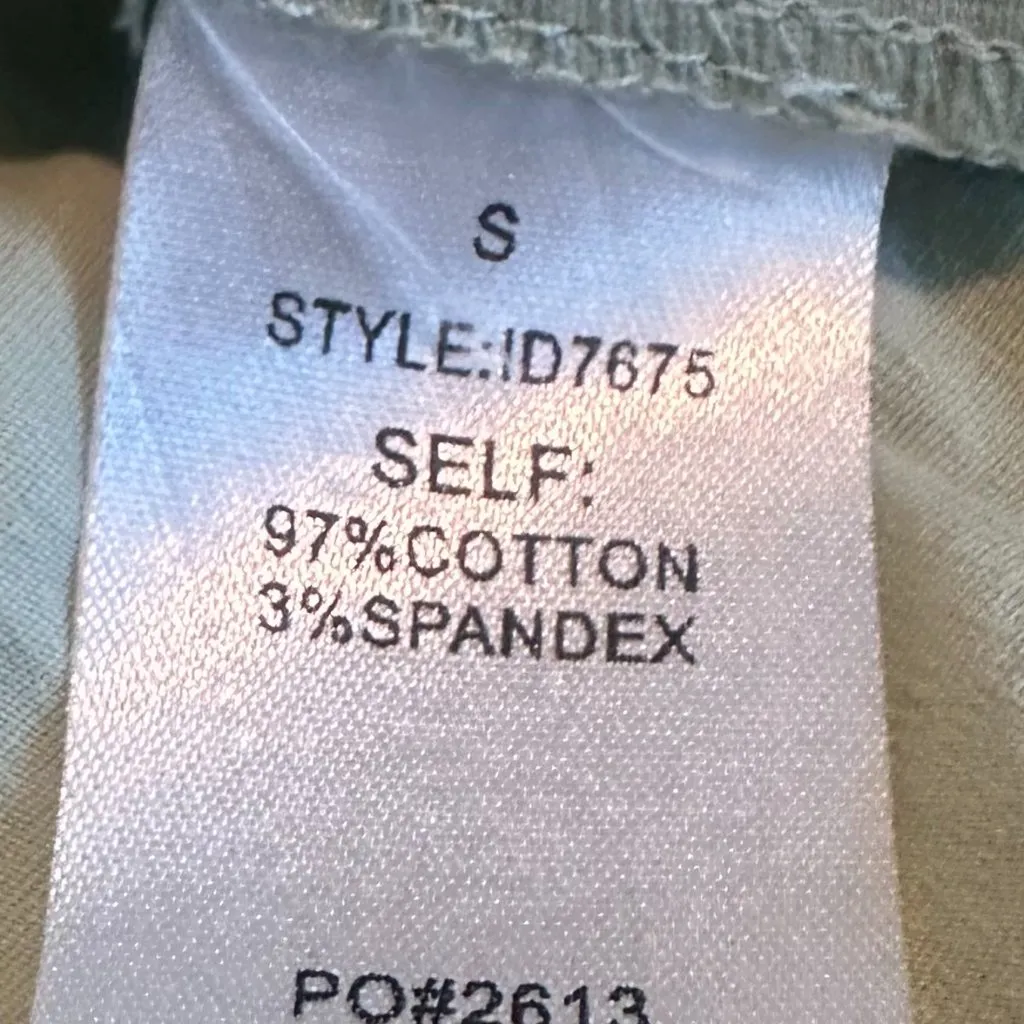 S
STYLE:ID7675
SELF:
97%COTTON
3%SPANDEX
PO#2613